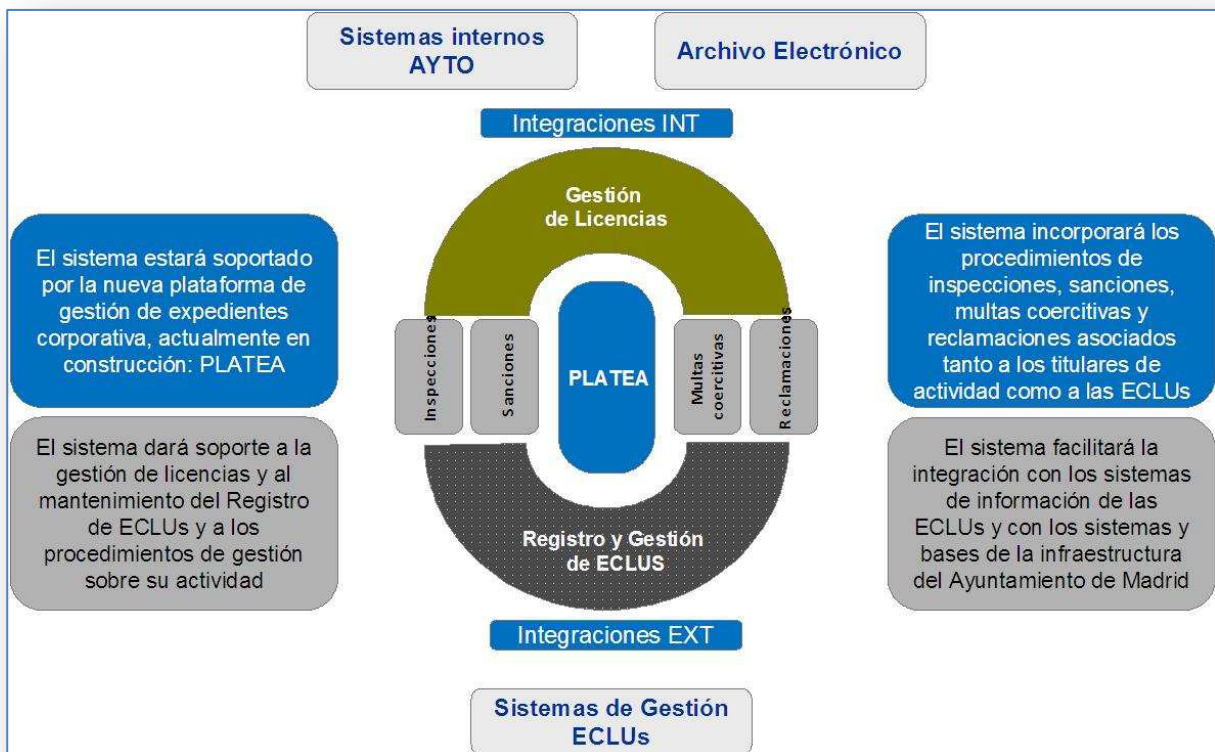 Sistemas internos
AYTO
Archivo Electrónico
Integraciones INT
Gestión
de Licencias
El sistema estará soportado
por la nueva plataforma de
gestión de expedientes
corporativa, actualmente en
construcción: PLATEA
El sistema dará soporte a la
gestión de licencias y al
mantenimiento del Registro
de ECLUs y a los
procedimientos de gestión
sobre su actividad
Inspecciones
Sanciones
PLATEA
Multas
coercitivas
Reclamaciones
El sistema incorporará los
procedimientos de
inspecciones, sanciones,
multas coercitivas y
reclamaciones asociados
tanto a los titulares de
actividad como a las ECLUs
El sistema facilitará la
integración con los sistemas
de información de las
ECLUs y con los sistemas y
bases de la infraestructura
del Ayuntamiento de Madrid
Registro y Gestión
de ECLUS
Integraciones EXT
Sistemas de Gestión
ECLUs